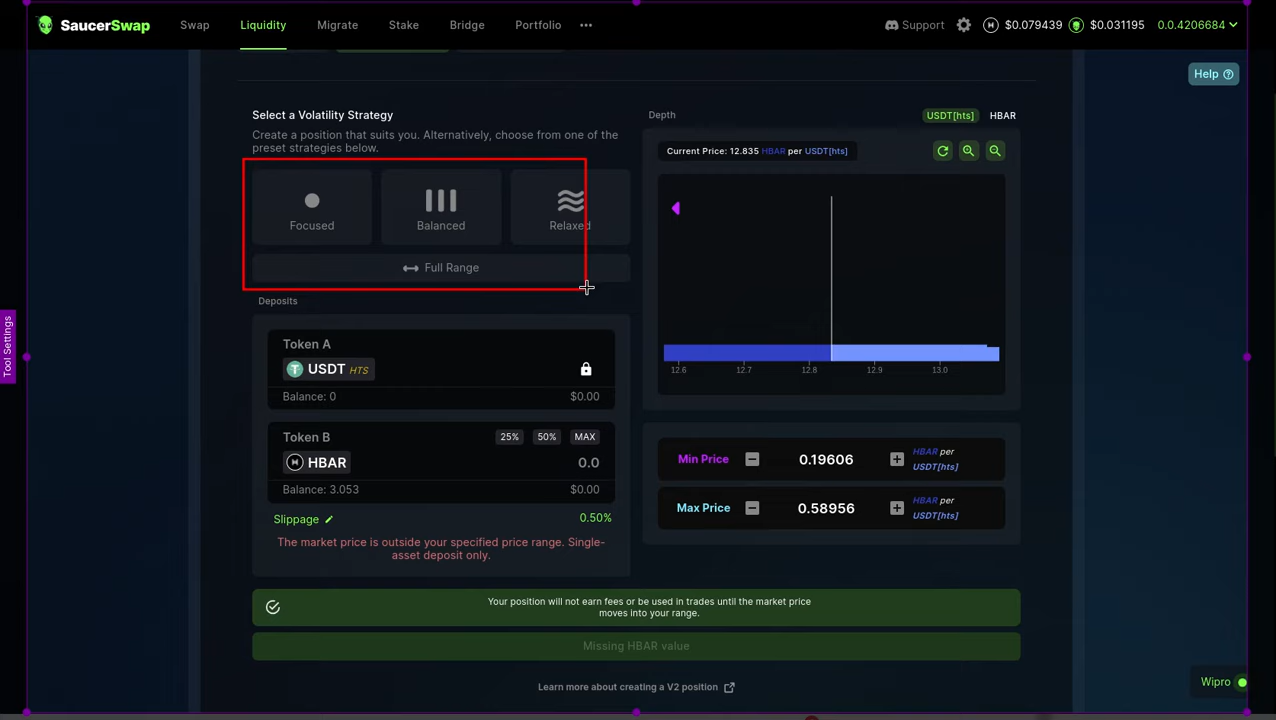 SaucerSwap Swap Liquidity Migrate Stake Bridge Portfolio ••• Support $0.079439 $0.031195 0.0.4206684
Help
Select a Volatility Strategy
Create a position that suits you. Alternatively, choose from one of the
preset strategies below.
Focused Balanced Relaxed
Full Range
Deposits
Token A
USDT HTS
Balance: 0 $0.00
Token B 25% 50% MAX
HBAR 0.0
Balance: 3.053 $0.00
Slippage 0.50%
The market price is outside your specified price range. Single-
asset deposit only.
Depth USDT[hts] HBAR
Current Price: 12.835 HBAR per USDT[hts]
12.6 12.7 12.8 12.9 13.0
Min Price 0.19606 HBAR per
USDT[hts]
Max Price 0.58956 HBAR per
USDT[hts]
Your position will not earn fees or be used in trades until the market price
moves into your range.
Missing HBAR value
Learn more about creating a V2 position
Wipro
Tool Settings